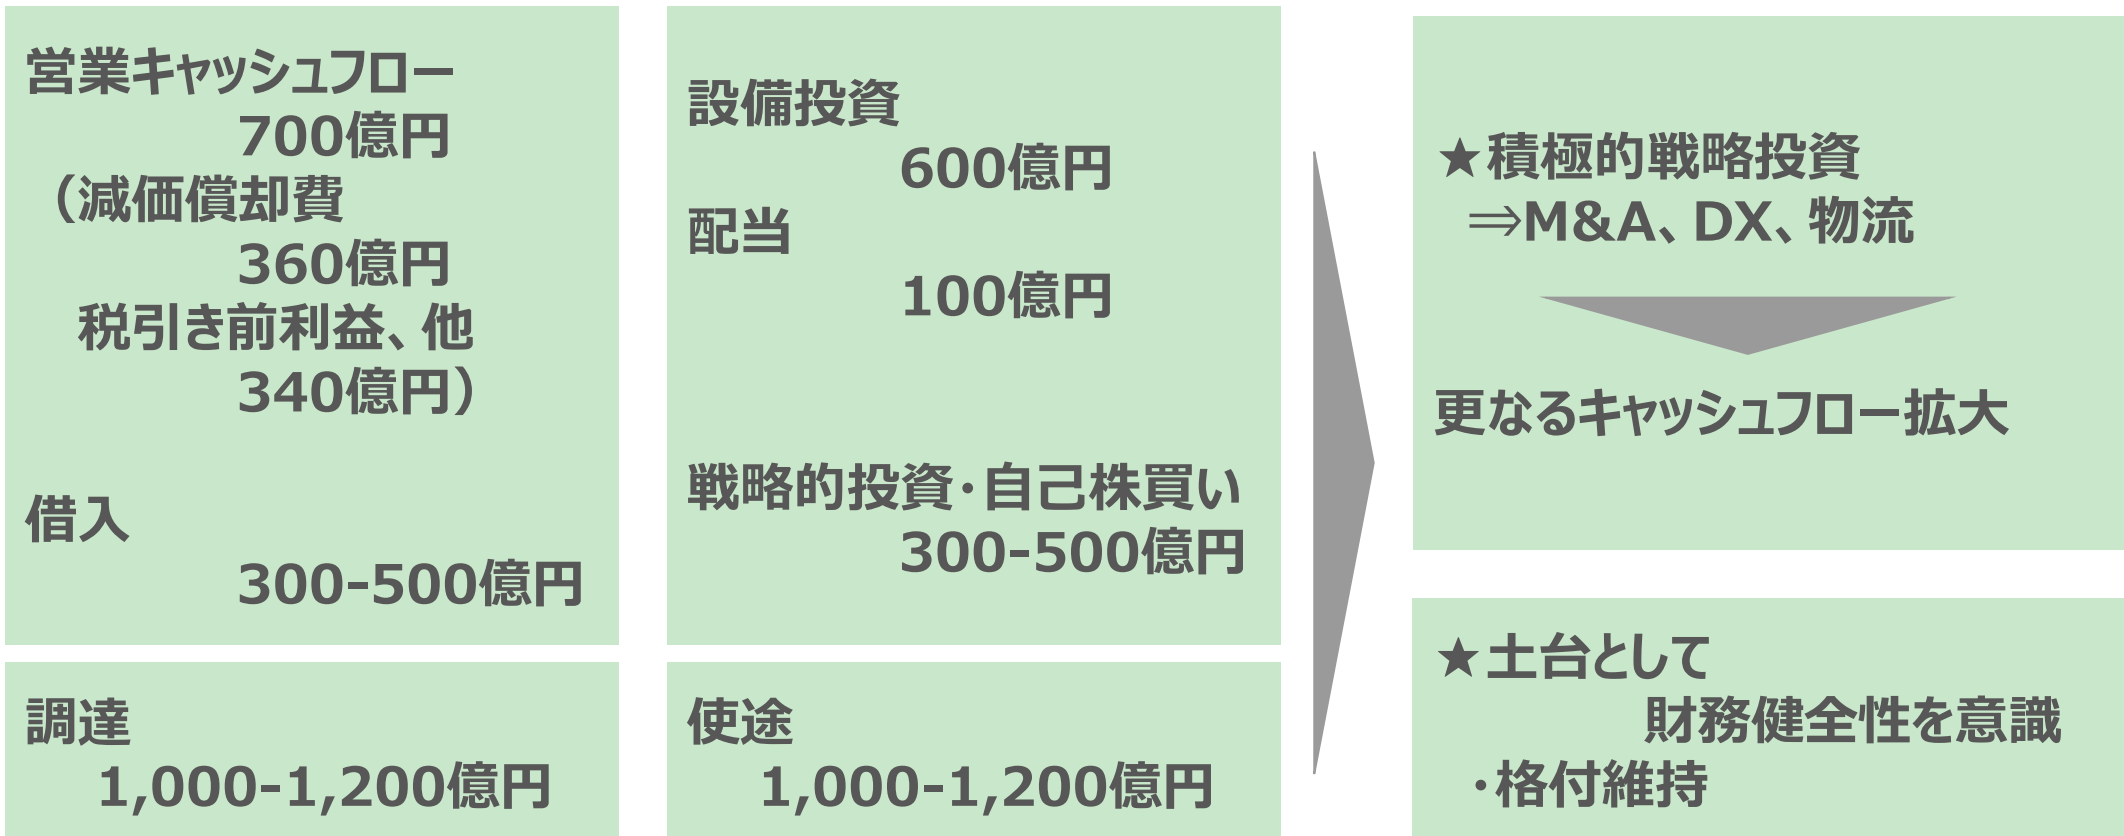 営業キャッシュフロー
700億円
（減価償却費
360億円
税引き前利益、他
340億円）
借入
300-500億円
調達
1,000-1,200億円
設備投資
600億円
配当
100億円
戦略的投資・自己株買い
300-500億円
使途
1,000-1,200億円
★積極的戦略投資
⇒M&A、DX、物流
更なるキャッシュフロー拡大
★土台として
財務健全性を意識
・格付維持